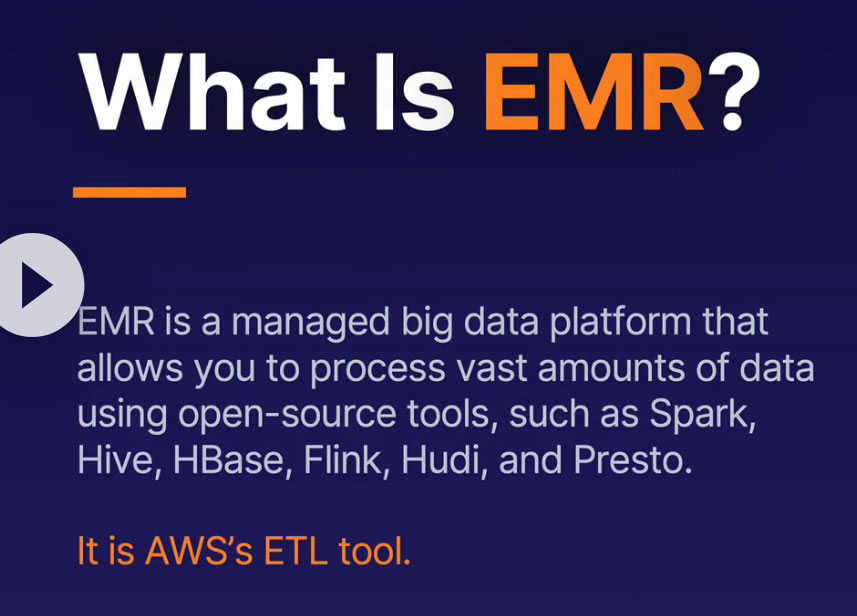 What Is EMR?
EMR is a managed big data platform that
allows you to process vast amounts of data
using open-source tools, such as Spark,
Hive, HBase, Flink, Hudi, and Presto.
It is AWS’s ETL tool.